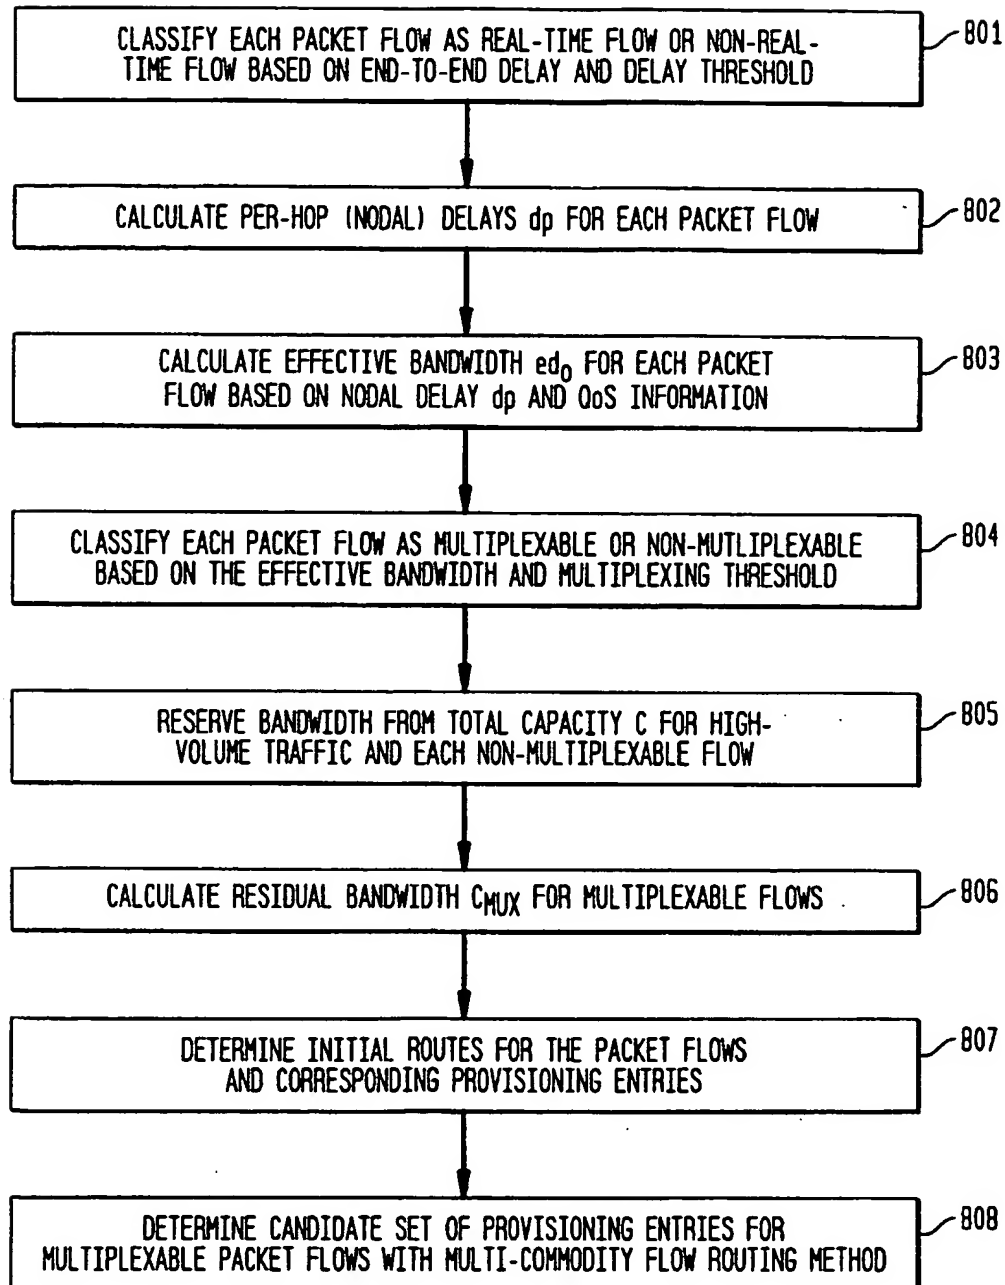 CLASSIFY EACH PACKET FLOW AS REAL-TIME FLOW OR NON-REAL-
TIME FLOW BASED ON END-TO-END DELAY AND DELAY THRESHOLD
801
CALCULATE PER-HOP (NODAL) DELAYS dp FOR EACH PACKET FLOW
802
CALCULATE EFFECTIVE BANDWIDTH ed₀ FOR EACH PACKET
FLOW BASED ON NODAL DELAY dp AND QoS INFORMATION
803
CLASSIFY EACH PACKET FLOW AS MULTIPLEXABLE OR NON-MUTLIPLEXABLE
BASED ON THE EFFECTIVE BANDWIDTH AND MULTIPLEXING THRESHOLD
804
RESERVE BANDWIDTH FROM TOTAL CAPACITY C FOR HIGH-
VOLUME TRAFFIC AND EACH NON-MULTIPLEXABLE FLOW
805
CALCULATE RESIDUAL BANDWIDTH CMUX FOR MULTIPLEXABLE FLOWS
806
DETERMINE INITIAL ROUTES FOR THE PACKET FLOWS
AND CORRESPONDING PROVISIONING ENTRIES
807
DETERMINE CANDIDATE SET OF PROVISIONING ENTRIES FOR
MULTIPLEXABLE PACKET FLOWS WITH MULTI-COMMODITY FLOW ROUTING METHOD
808